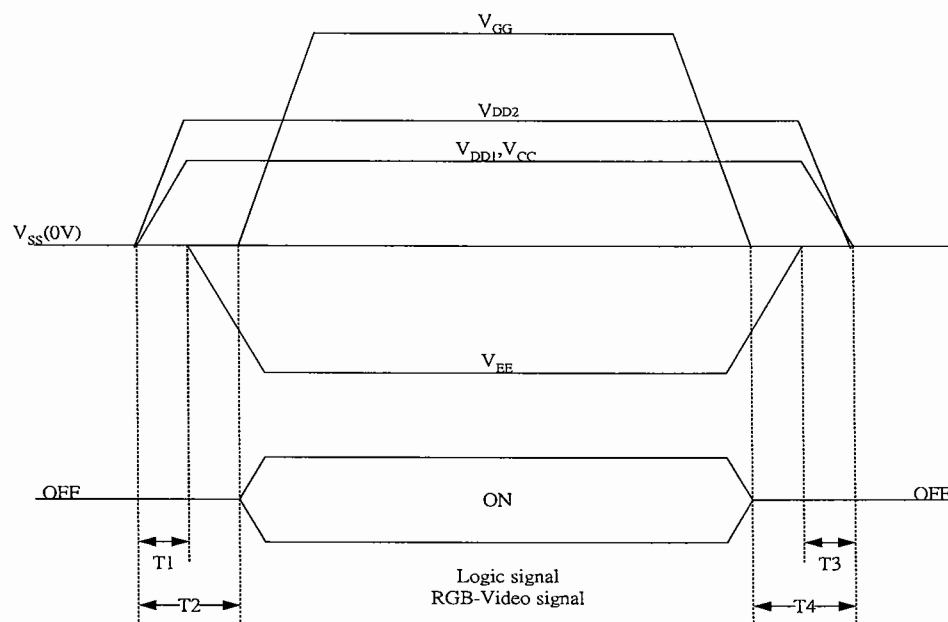 VGG
VDD2
VDD1,VCC
VSS(0V)
VEE
OFF
ON
OFF
T1
T3
Logic signal
RGB-Video signal
T2
T4